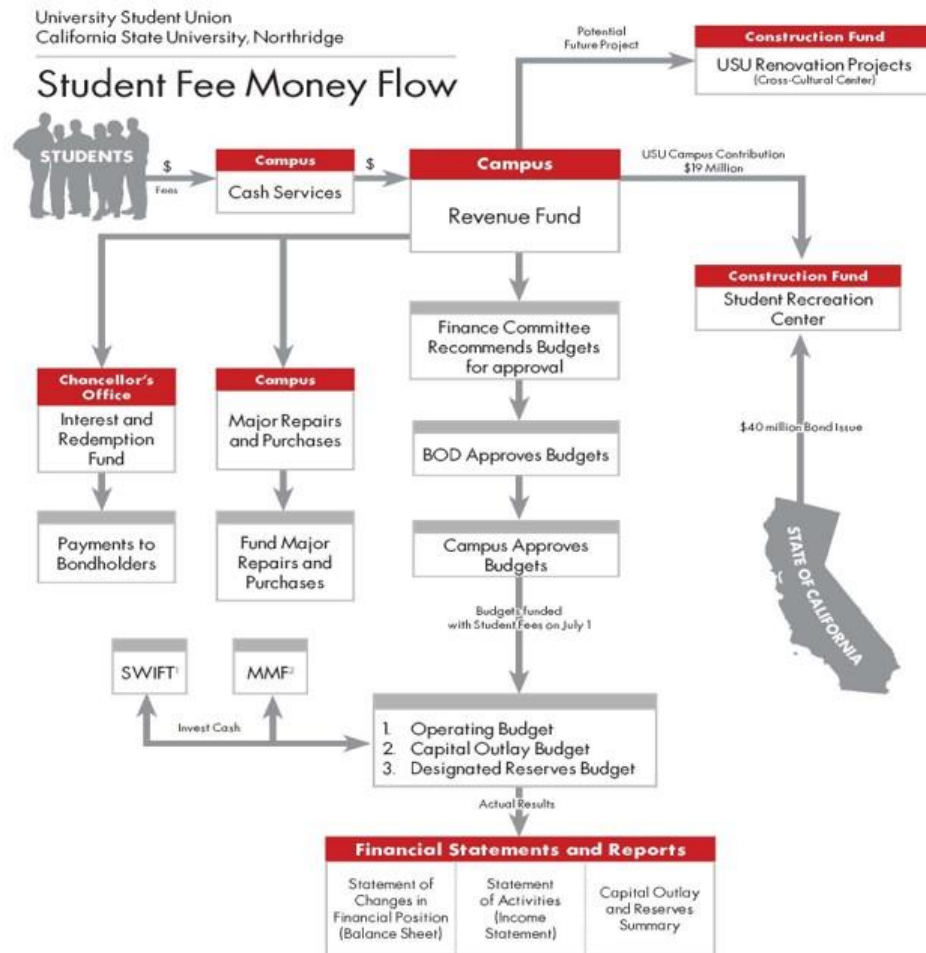 University Student Union
California State University, Northridge
Student Fee Money Flow
Potential
Future Project
Construction Fund
USU Renovation Projects
(Cross-Cultural Center)
STUDENTS
$
Fees
Campus
Cash Services
$
Campus
Revenue Fund
USU Campus Contribution
$19 Million
Construction Fund
Student Recreation
Center
Finance Committee
Recommends Budgets
for approval
Chancellor's
Office
Interest and
Redemption
Fund
Campus
Major Repairs
and Purchases
BOD Approves Budgets
$40 million Bond Issue
Payments to
Bondholders
Fund Major
Repairs and
Purchases
Campus Approves
Budgets
STATE OF CALIFORNIA
Budgets funded
with Student Fees on July 1
SWIFT¹
MMF²
Invest Cash
1. Operating Budget
2. Capital Outlay Budget
3. Designated Reserves Budget
Actual Results
Financial Statements and Reports
Statement of
Changes in
Financial Position
(Balance Sheet)
Statement
of Activities
(Income
Statement)
Capital Outlay
and Reserves
Summary